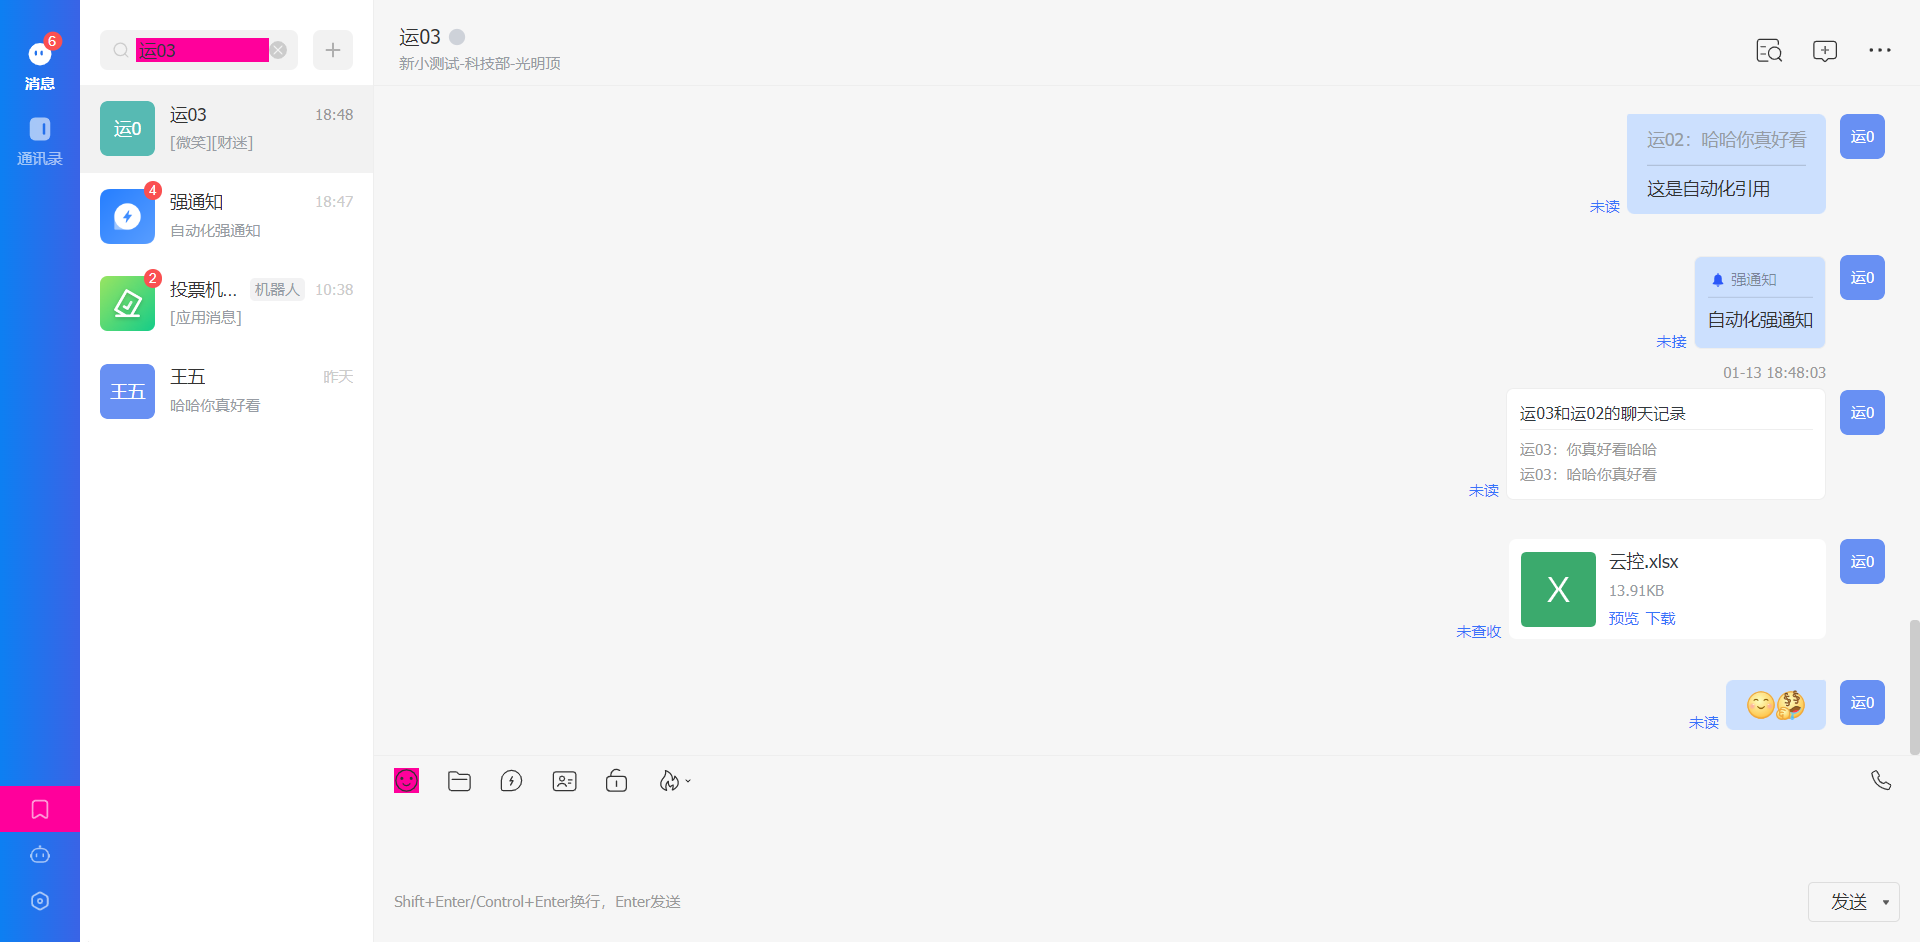 6
消息
通讯录
运03
运0
运03
18:48
[微笑][财迷]
4
强通知
18:47
自动化强通知
2
投票机...
机器人
10:38
[应用消息]
王五
王五
昨天
哈哈你真好看
运03
新小测试-科技部-光明顶
运02：哈哈你真好看
这是自动化引用
未读
运0
强通知
自动化强通知
未接
运0
01-13 18:48:03
运03和运02的聊天记录
运03：你真好看哈哈
运03：哈哈你真好看
未读
运0
X
云控.xlsx
13.91KB
预览 下载
未查收
运0
未读
运0
Shift+Enter/Control+Enter换行，Enter发送
发送